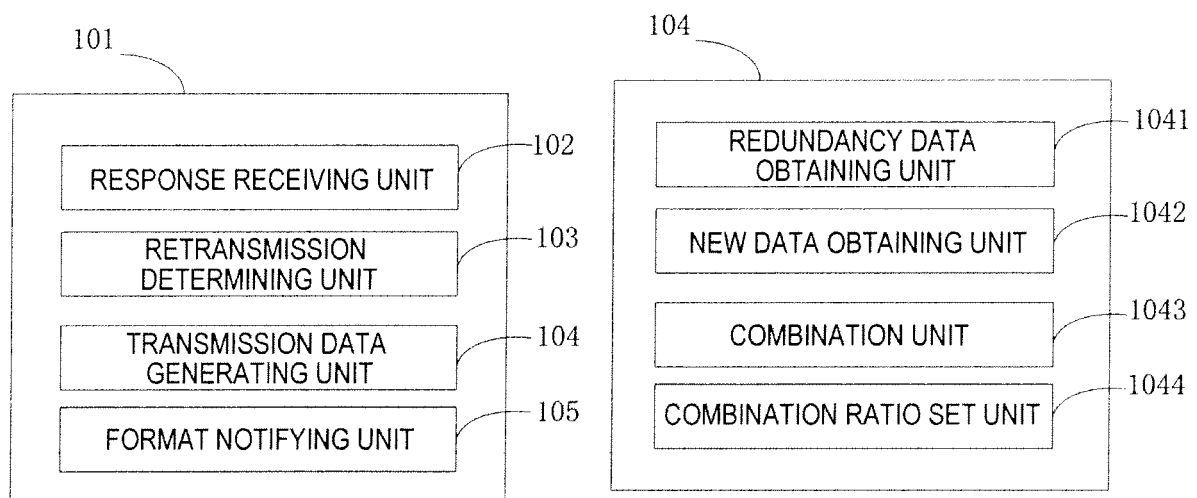 101
RESPONSE RECEIVING UNIT
102
RETRANSMISSION
DETERMINING UNIT
103
TRANSMISSION DATA
GENERATING UNIT
104
FORMAT NOTIFYING UNIT
105
104
REDUNDANCY DATA
OBTAINING UNIT
1041
NEW DATA OBTAINING UNIT
1042
COMBINATION UNIT
1043
COMBINATION RATIO SET UNIT
1044